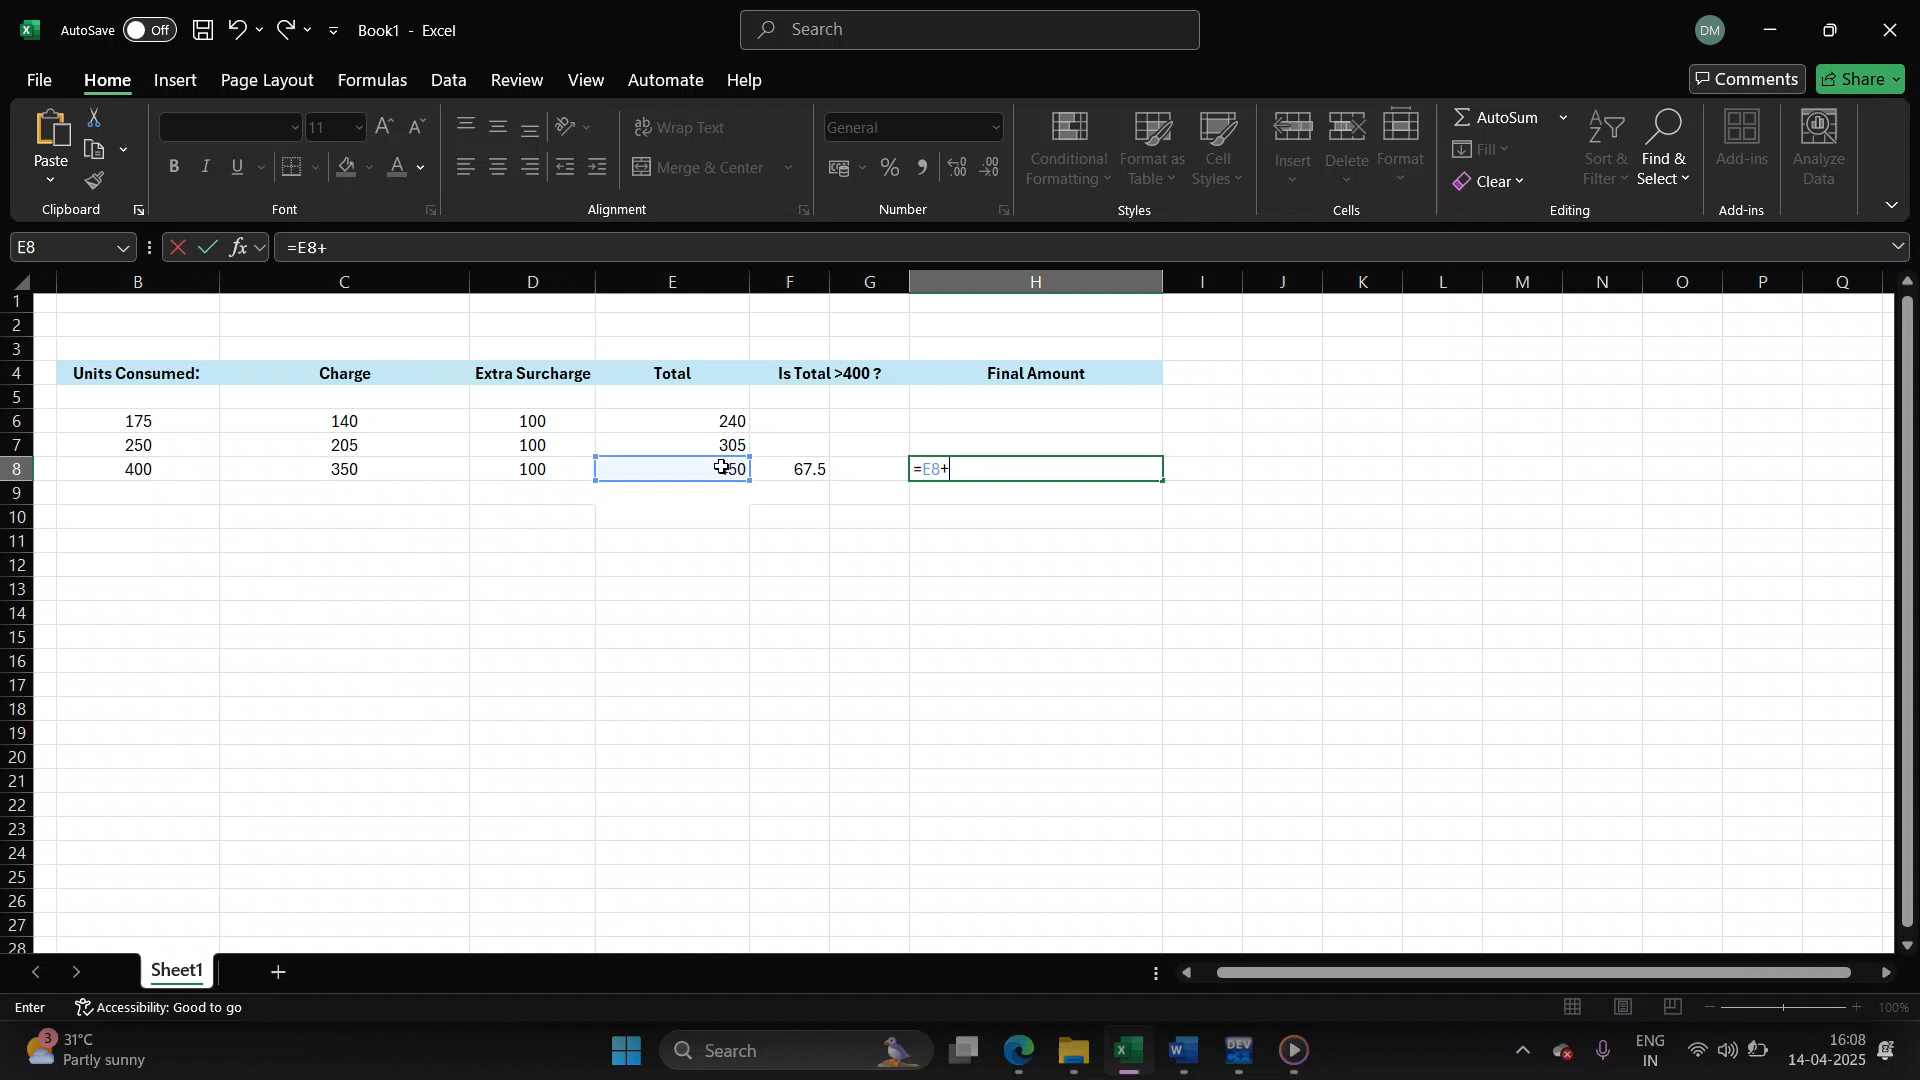 AutoSave Off Book1 - Excel Search DM
File Home Insert Page Layout Formulas Data Review View Automate Help Comments Share
Paste 11 A A Wrap Text General Conditional Formatting Format as Table Cell Styles Insert Delete Format AutoSum Fill Clear Sort & Filter Find & Select Add-ins Analyze Data
B I U Merge & Center % .00
Clipboard Font Alignment Number Styles Cells Editing Add-ins
E8 fx =E8+
B C D E F G H I J K L M N O P Q
1
2
3
4 Units Consumed: Charge Extra Surcharge Total Is Total >400 ? Final Amount
5
6 175 140 100 240
7 250 205 100 305
8 400 350 100 50 67.5 =E8+
9
10
11
12
13
14
15
16
17
18
19
20
21
22
23
24
25
26
27
28
Sheet1 +
Enter Accessibility: Good to go 100%
3 31°C Search DEV ENG 16:08
Partly sunny IN 14-04-2025